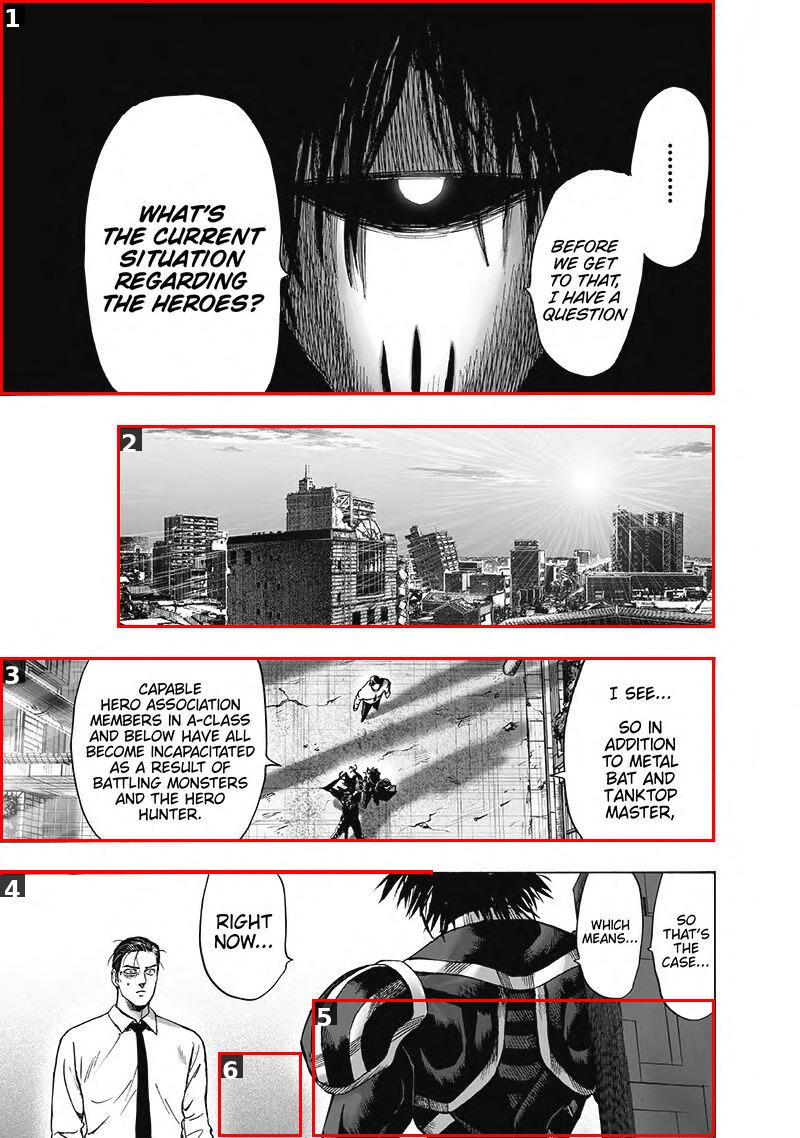 1
.........
BEFORE
WE GET
TO THAT,
I HAVE A
QUESTION
WHAT'S
THE CURRENT
SITUATION
REGARDING
THE HEROES?
2
3
I SEE...
SO IN
ADDITION
TO METAL
BAT AND
TANKTOP
MASTER,
CAPABLE
HERO ASSOCIATION
MEMBERS IN A-CLASS
AND BELOW HAVE ALL
BECOME INCAPACITATED
AS A RESULT OF
BATTLING MONSTERS
AND THE HERO
HUNTER.
4
SO
THAT'S
THE
CASE...
WHICH
MEANS...
RIGHT
NOW...
5
6